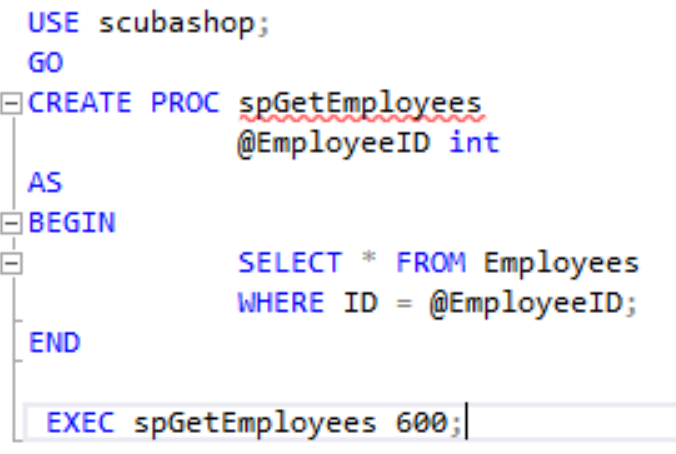 USE scubashop;
GO
CREATE PROC spGetEmployees
@EmployeeID int
AS
BEGIN
SELECT * FROM Employees
WHERE ID = @EmployeeID;
END
EXEC spGetEmployees 600;